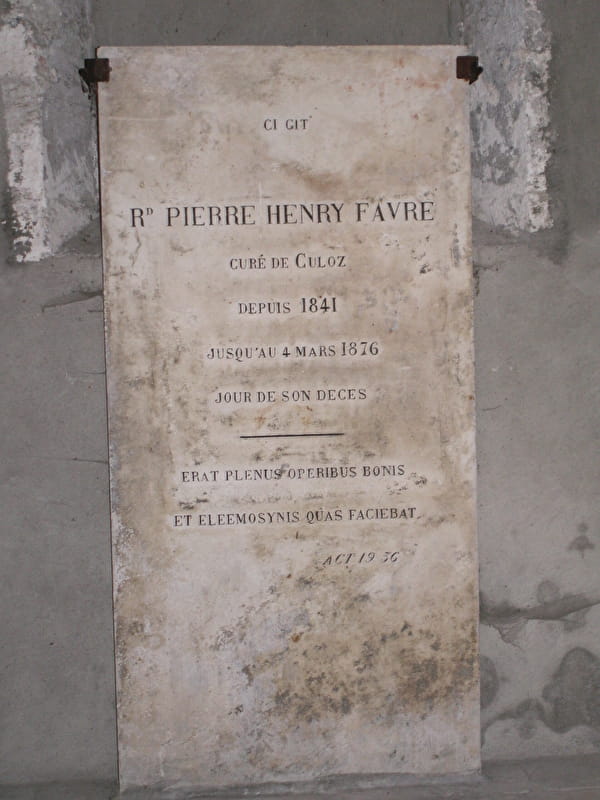 CI GIT
RD PIERRE HENRY FAVRE
CURÉ DE CULOZ
DEPUIS 1841
JUSQU'AU 4 MARS 1876
JOUR DE SON DECES
ERAT PLENUS OPERIBUS BONIS
ET ELEEMOSYNIS QUAS FACIEBAT
ACT 19 36